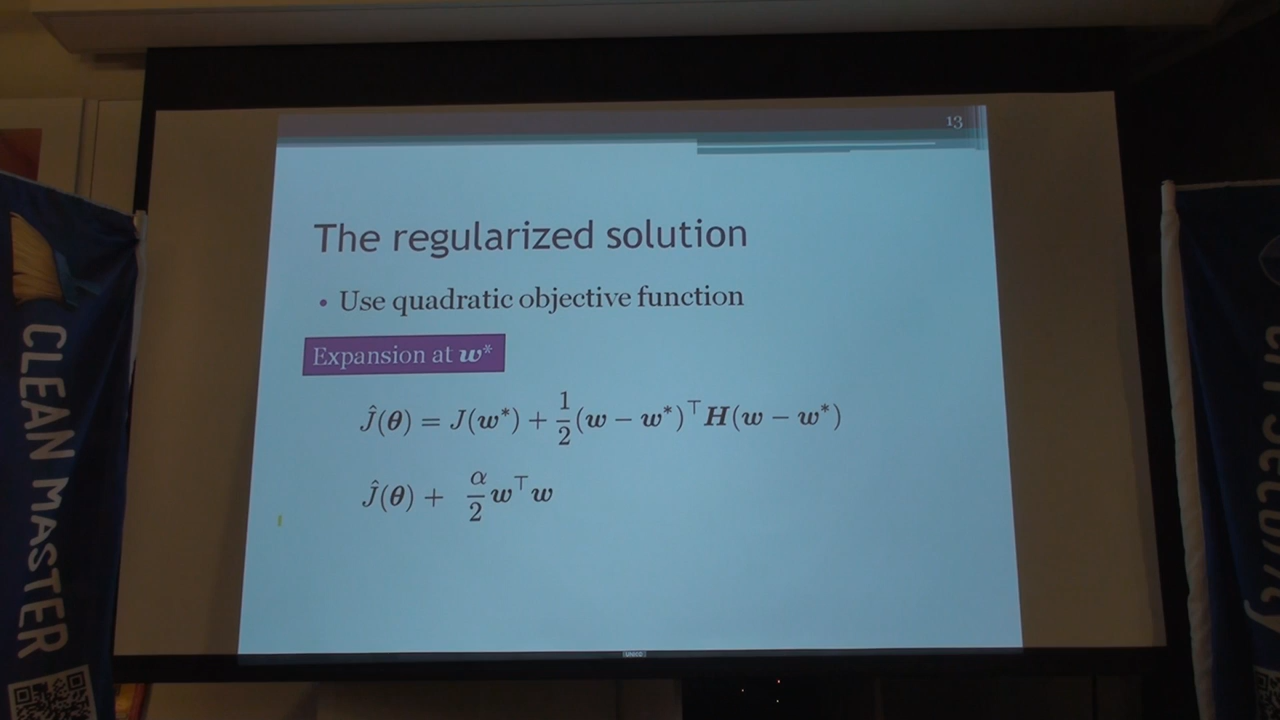 13
The regularized solution
• Use quadratic objective function
Expansion at w*
Ĵ(θ) = J(w*) + 1/2 (w − w*)⊤ H(w − w*)
Ĵ(θ) + α/2 w⊤w
CLEAN MASTER